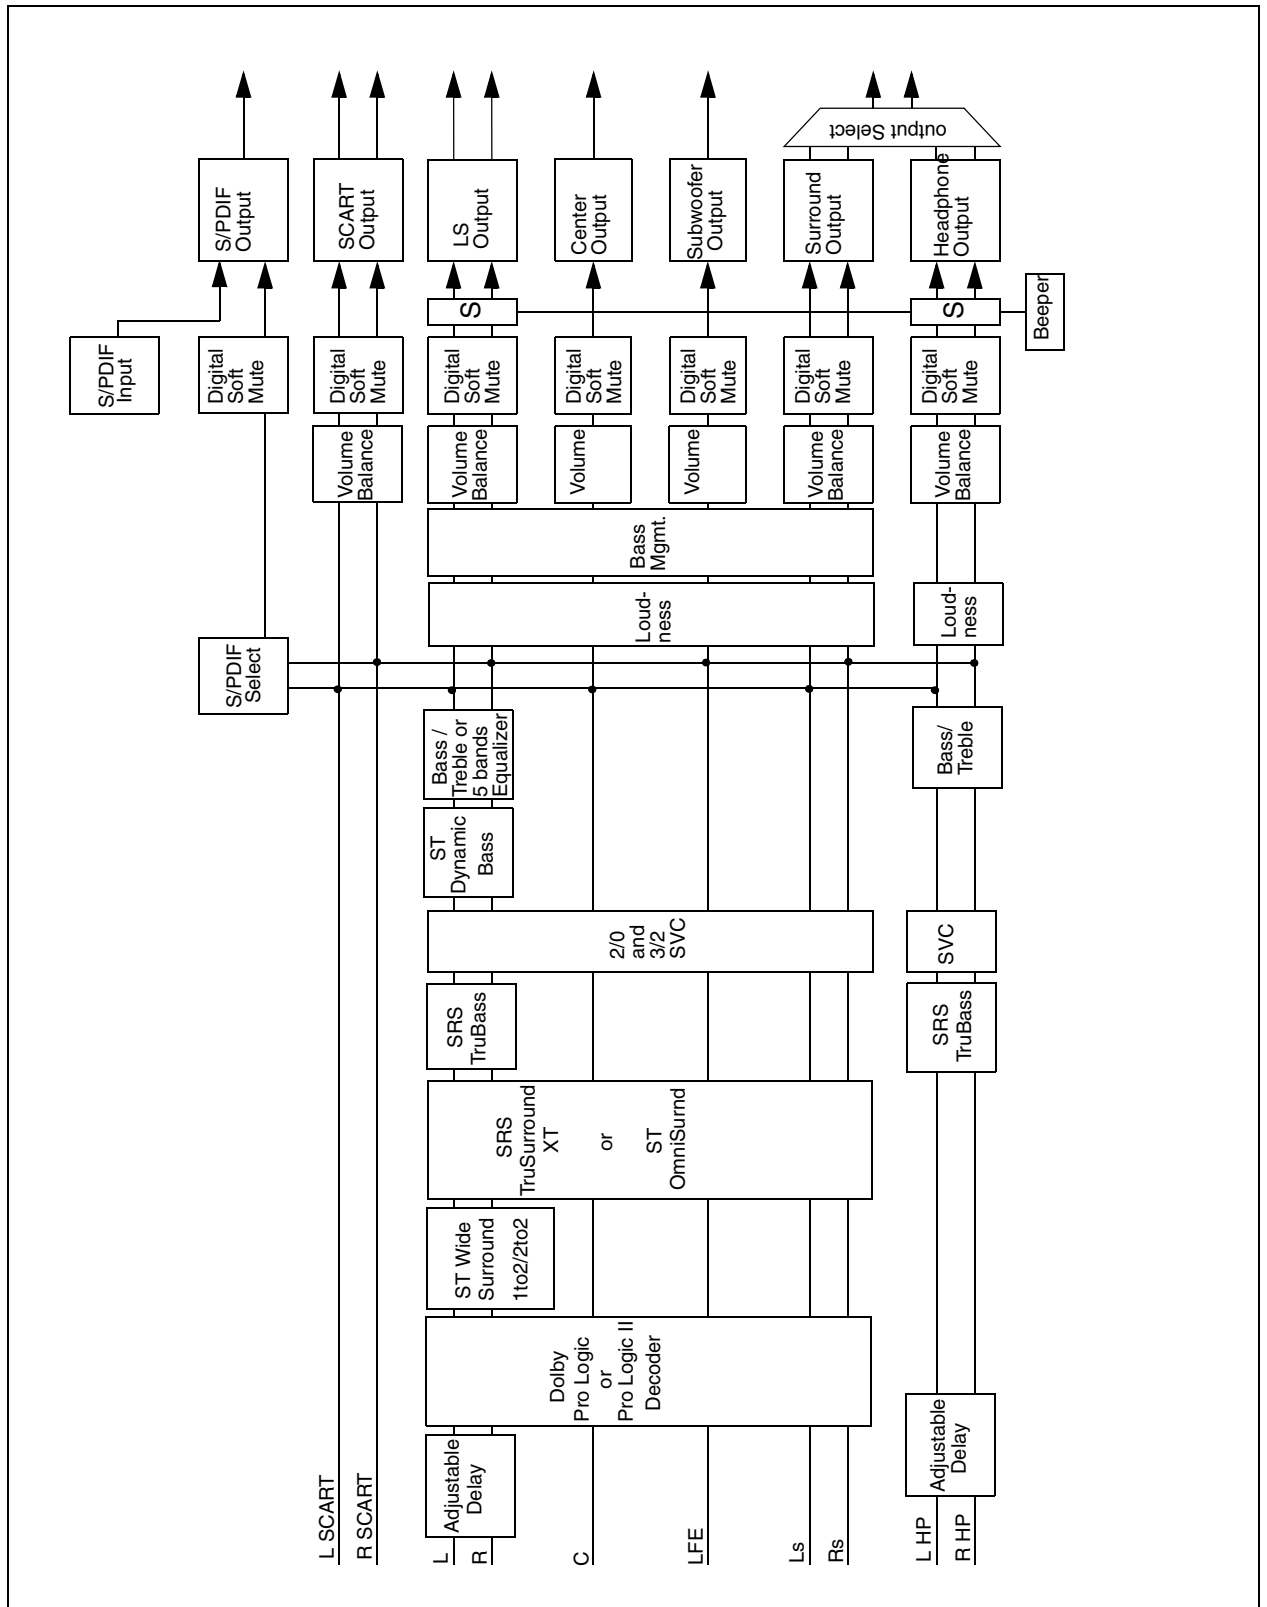 output Select
S/PDIF
Output
SCART
Output
LS
Output
Center
Output
Subwoofer
Output
Surround
Output
Headphone
Output
S/PDIF
Input
S
S
Beeper
Digital
Soft
Mute
Digital
Soft
Mute
Digital
Soft
Mute
Digital
Soft
Mute
Digital
Soft
Mute
Digital
Soft
Mute
Digital
Soft
Mute
Volume
Balance
Volume
Balance
Volume
Volume
Volume
Balance
Volume
Balance
Bass
Mgmt.
Loud-
ness
Loud-
ness
S/PDIF
Select
Bass /
Treble or
5 bands
Equalizer
Bass/
Treble
ST
Dynamic
Bass
2/0
and
3/2
SVC
SVC
SRS
TruBass
SRS
TruBass
SRS
TruSurround
XT
or
ST
OmniSurnd
ST Wide
Surround
1to2/2to2
Dolby
Pro Logic
or
Pro Logic II
Decoder
Adjustable
Delay
Adjustable
Delay
L SCART
R SCART
L
R
C
LFE
Ls
Rs
L HP
R HP